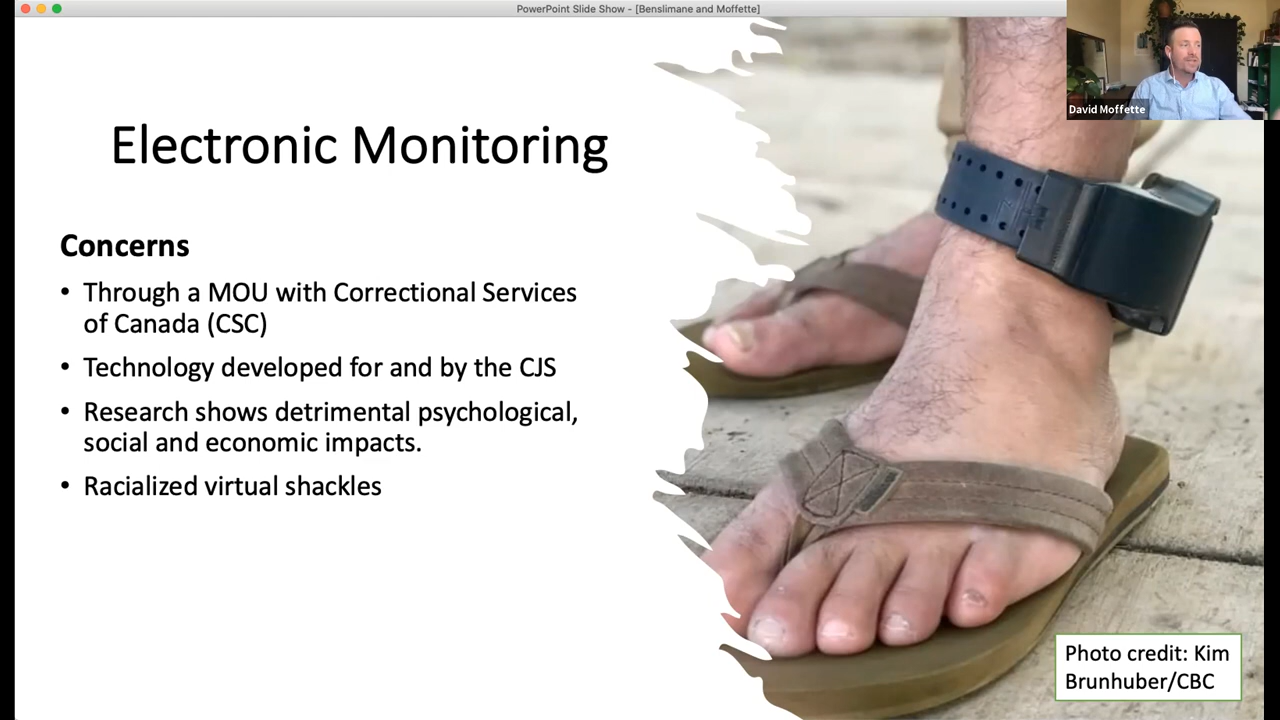 PowerPoint Slide Show - [Benslimane and Moffette]
David Moffette
Electronic Monitoring
Concerns
• Through a MOU with Correctional Services
of Canada (CSC)
• Technology developed for and by the CJS
• Research shows detrimental psychological,
social and economic impacts.
• Racialized virtual shackles
Photo credit: Kim
Brunhuber/CBC